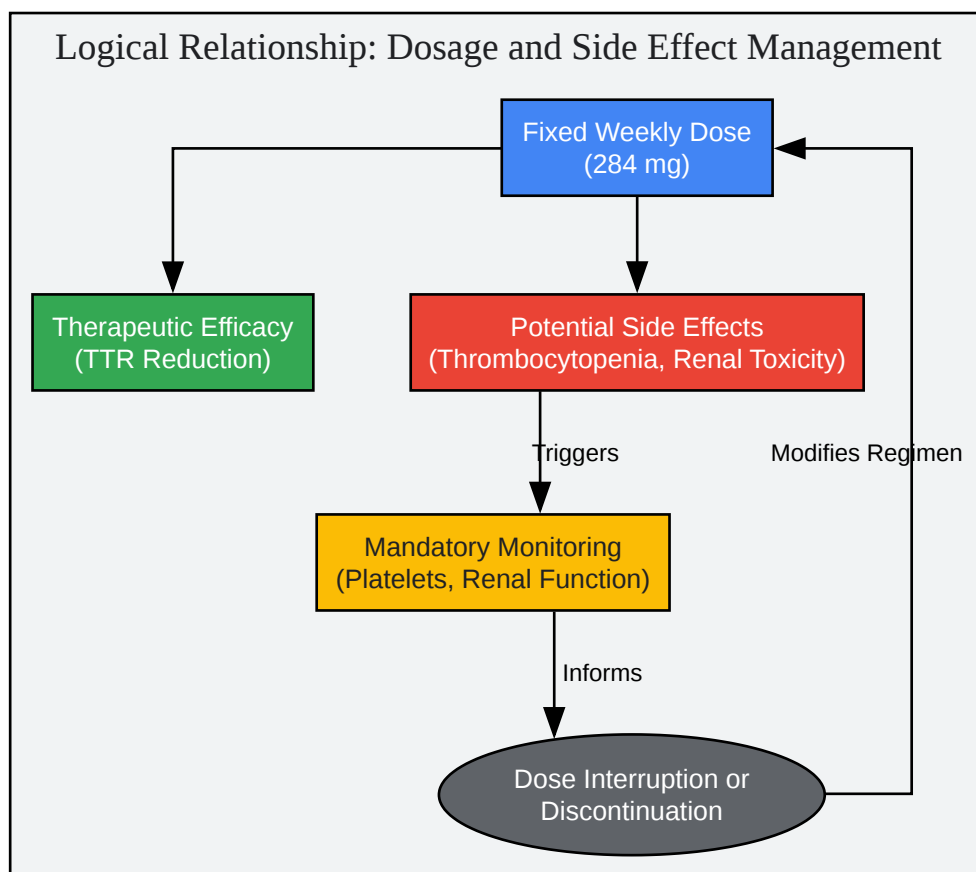 Logical Relationship: Dosage and Side Effect Management
Fixed Weekly Dose
(284 mg)
Therapeutic Efficacy
(TTR Reduction)
Potential Side Effects
(Thrombocytopenia, Renal Toxicity)
Triggers
Modifies Regimen
Mandatory Monitoring
(Platelets, Renal Function)
Informs
Dose Interruption or
Discontinuation